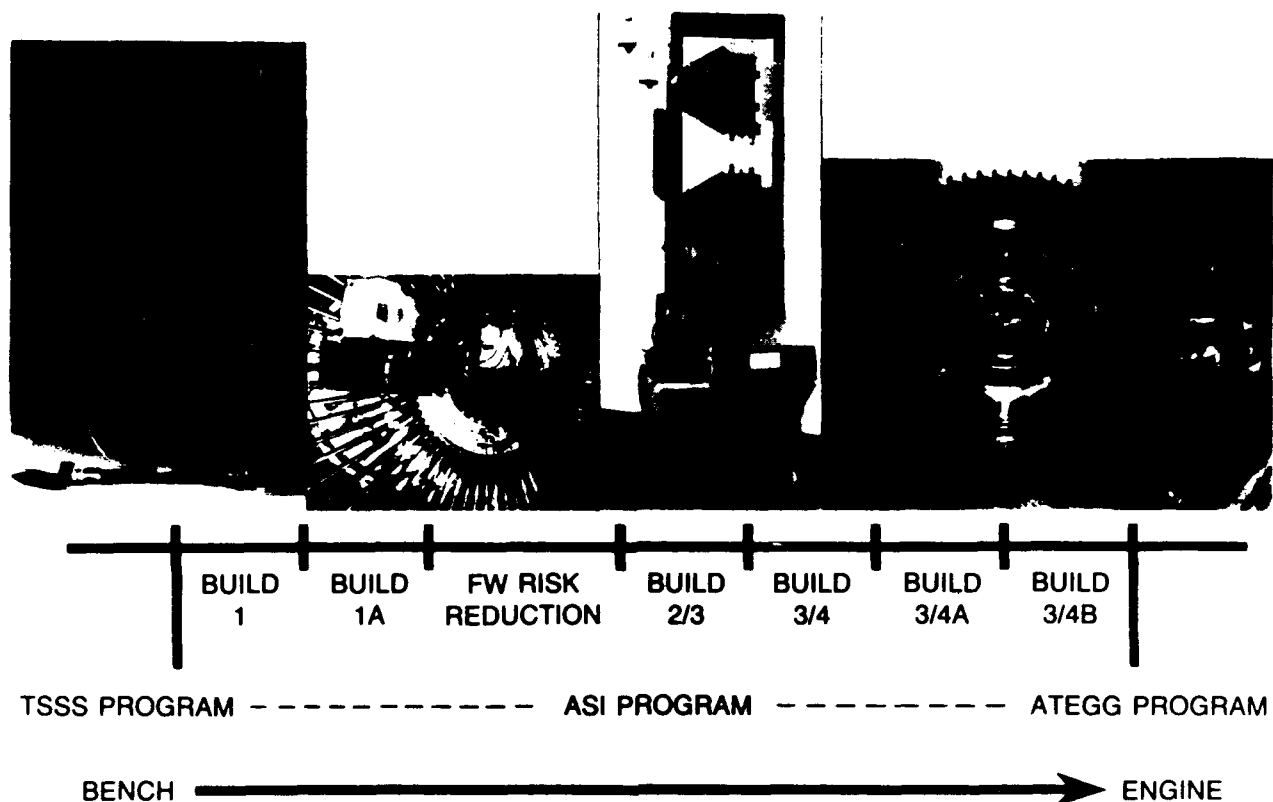 BUILD 1
BUILD 1A
FW RISK REDUCTION
BUILD 2/3
BUILD 3/4
BUILD 3/4A
BUILD 3/4B
TSSS PROGRAM
ASI PROGRAM
ATEGG PROGRAM
BENCH
ENGINE